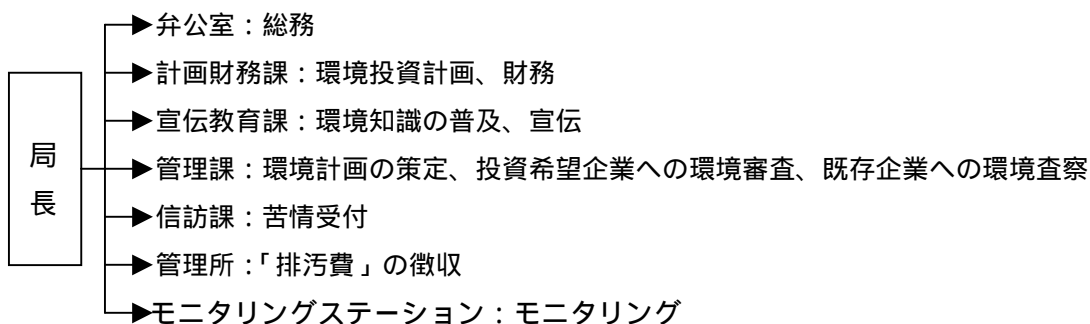 弁公室：総務
計画財務課：環境投資計画、財務
宣伝教育課：環境知識の普及、宣伝
局長
管理課：環境計画の策定、投資希望企業への環境審査、既存企業への環境査察
信訪課：苦情受付
管理所：「排汚費」の徴収
モニタリングステーション：モニタリング